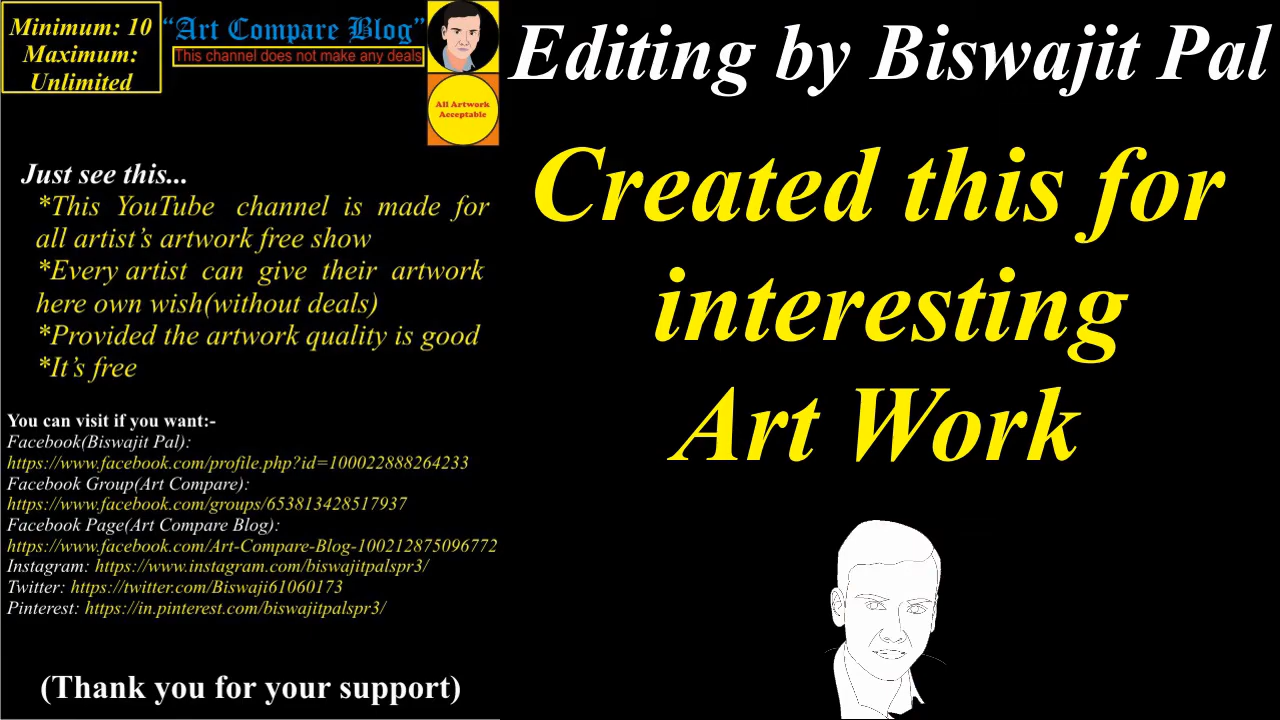 Minimum: 10
Maximum:
Unlimited
“Art Compare Blog”
This channel does not make any deals
All Artwork
Acceptable
Just see this...
*This YouTube channel is made for
all artist’s artwork free show
*Every artist can give their artwork
here own wish(without deals)
*Provided the artwork quality is good
*It’s free
You can visit if you want:-
Facebook(Biswajit Pal):
https://www.facebook.com/profile.php?id=100022888264233
Facebook Group(Art Compare):
https://www.facebook.com/groups/653813428517937
Facebook Page(Art Compare Blog):
https://www.facebook.com/Art-Compare-Blog-100212875096772
Instagram: https://www.instagram.com/biswajitpalspr3/
Twitter: https://twitter.com/Biswaji61060173
Pinterest: https://in.pinterest.com/biswajitpalspr3/
(Thank you for your support)
Editing by Biswajit Pal
Created this for
interesting
Art Work